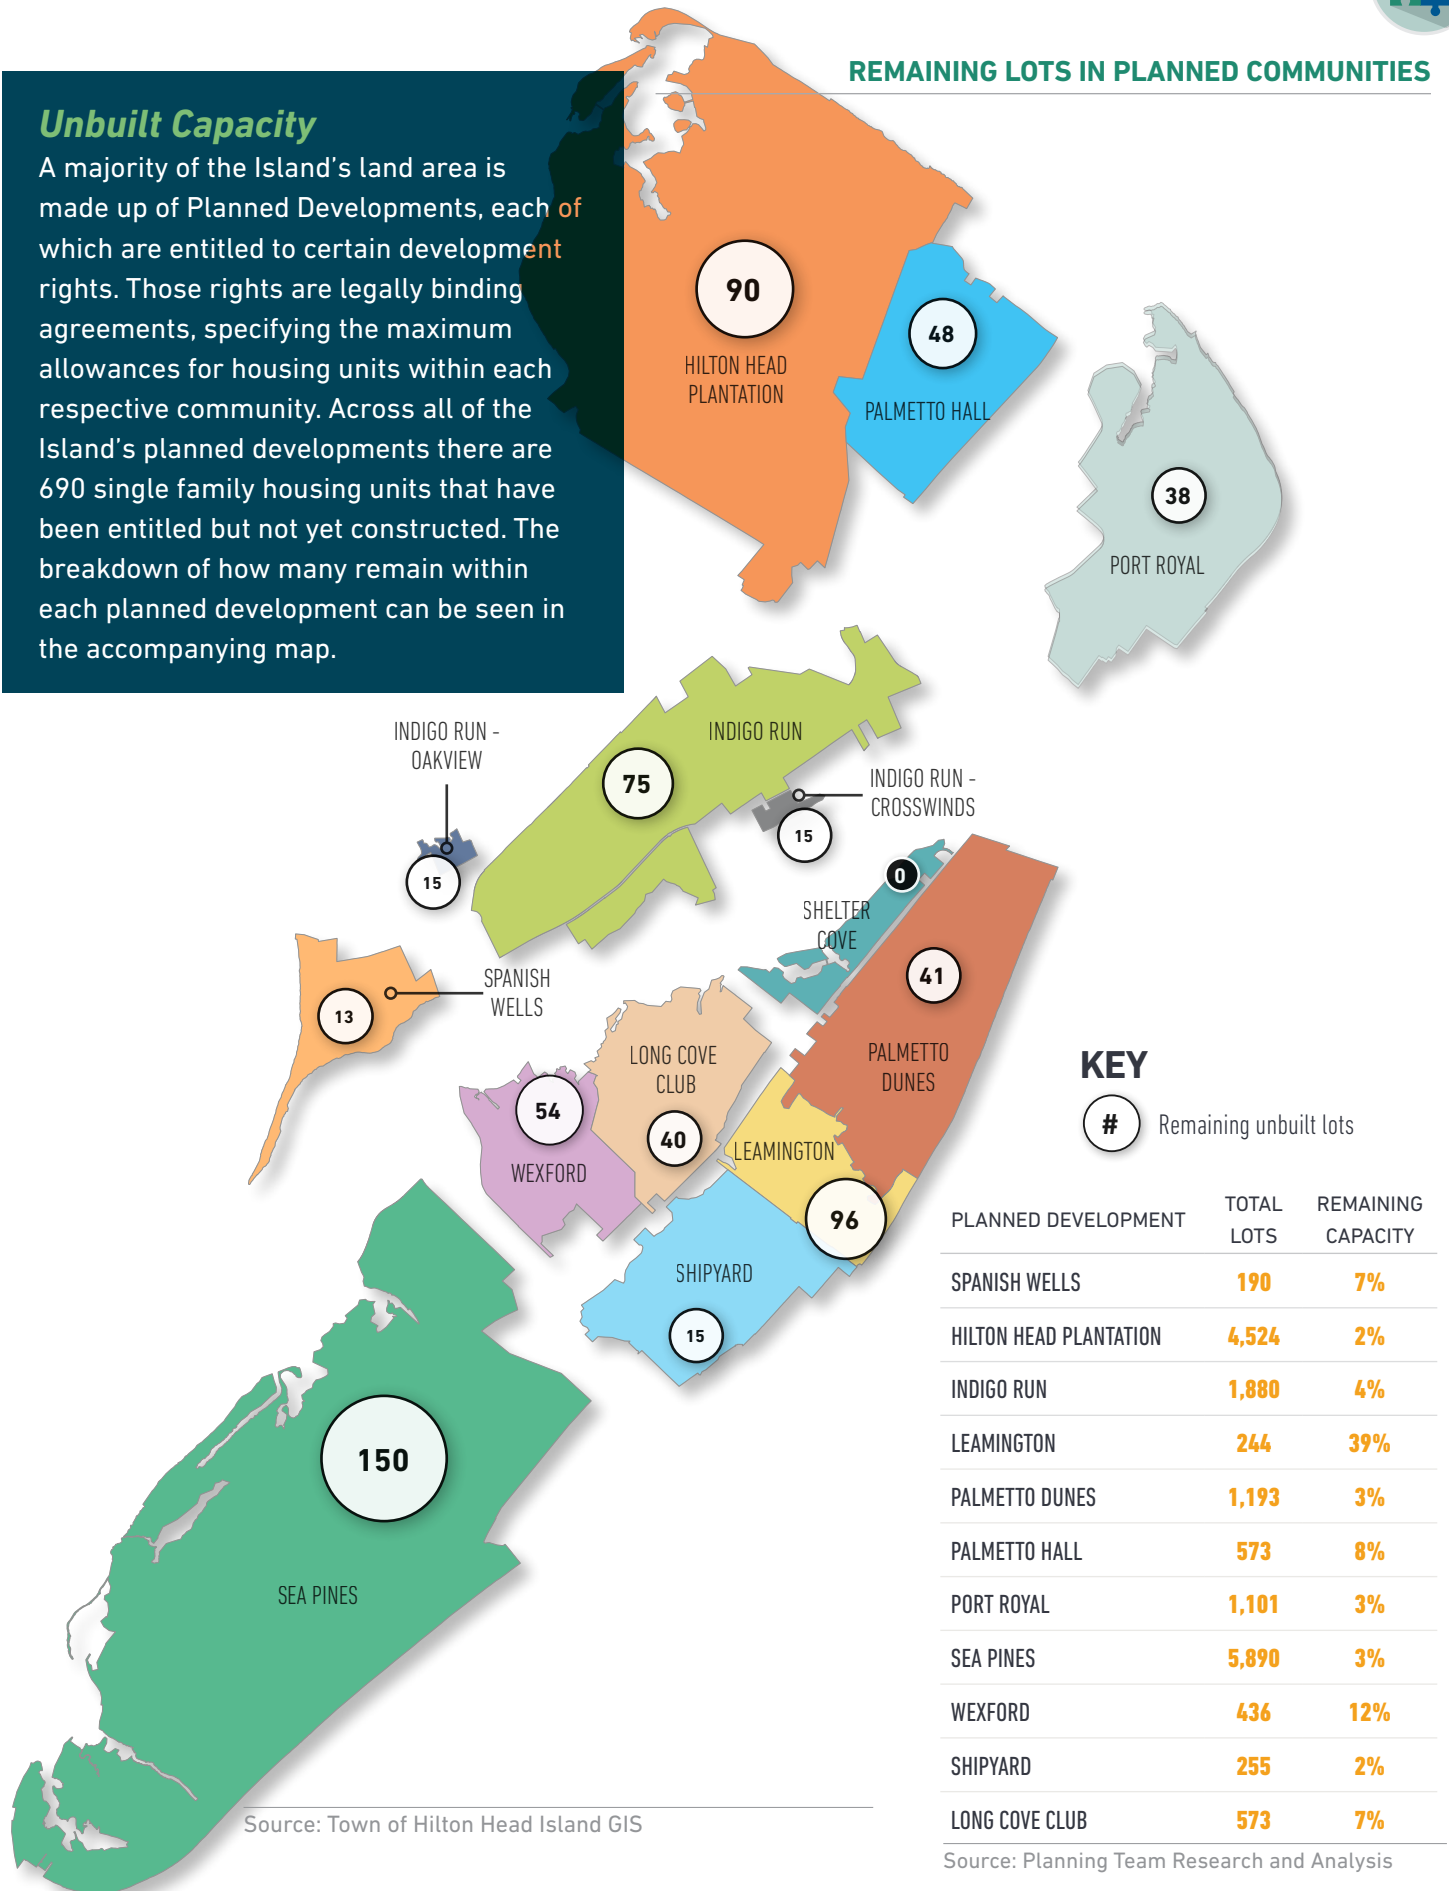 REMAINING LOTS IN PLANNED COMMUNITIES
Unbuilt Capacity
A majority of the Island's land area is
made up of Planned Developments, each of
which are entitled to certain development
rights. Those rights are legally binding
agreements, specifying the maximum
allowances for housing units within each
respective community. Across all of the
Island's planned developments there are
690 single family housing units that have
been entitled but not yet constructed. The
breakdown of how many remain within
each planned development can be seen in
the accompanying map.
90
HILTON HEAD
PLANTATION
48
PALMETTO HALL
38
PORT ROYAL
INDIGO RUN -
OAKVIEW
15
INDIGO RUN
75
INDIGO RUN -
CROSSWINDS
15
0
SHELTER
COVE
41
PALMETTO
DUNES
SPANISH
WELLS
13
LONG COVE
CLUB
40
54
WEXFORD
LEAMINGTON
96
SHIPYARD
15
150
SEA PINES
KEY
# Remaining unbuilt lots
PLANNED DEVELOPMENT TOTAL LOTS REMAINING CAPACITY
SPANISH WELLS 190 7%
HILTON HEAD PLANTATION 4,524 2%
INDIGO RUN 1,880 4%
LEAMINGTON 244 39%
PALMETTO DUNES 1,193 3%
PALMETTO HALL 573 8%
PORT ROYAL 1,101 3%
SEA PINES 5,890 3%
WEXFORD 436 12%
SHIPYARD 255 2%
LONG COVE CLUB 573 7%
Source: Town of Hilton Head Island GIS
Source: Planning Team Research and Analysis